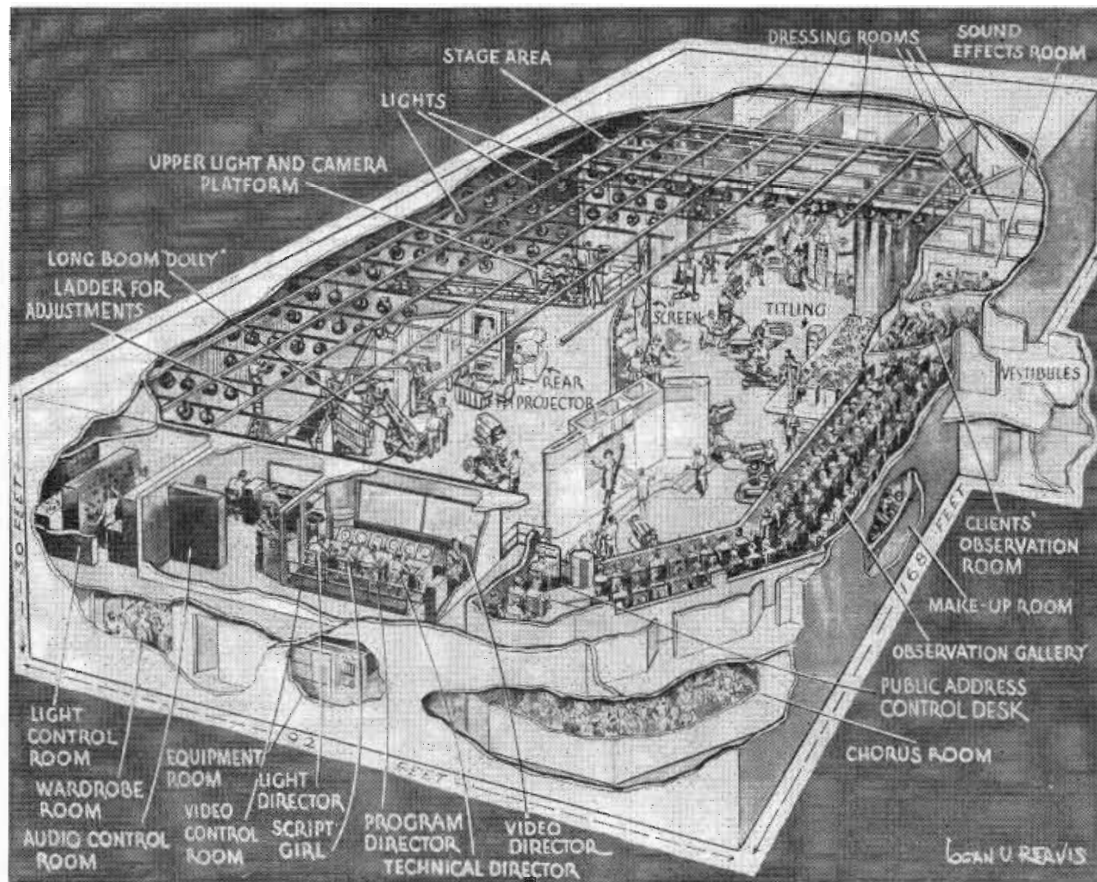 DRESSING ROOMS
SOUND
EFFECTS ROOM
STAGE AREA
LIGHTS
UPPER LIGHT AND CAMERA
PLATFORM
LONG BOOM "DOLLY"
LADDER FOR
ADJUSTMENTS
SCREEN
TITLING
REAR
PROJECTOR
VESTIBULES
FEET
168 FEET
CLIENTS'
OBSERVATION
ROOM
MAKE-UP ROOM
OBSERVATION GALLERY
PUBLIC ADDRESS
CONTROL DESK
CHORUS ROOM
LIGHT
CONTROL
ROOM
WARDROBE
ROOM
AUDIO CONTROL
ROOM
EQUIPMENT
ROOM
VIDEO
CONTROL
ROOM
LIGHT
DIRECTOR
SCRIPT
GIRL
FEET
PROGRAM
DIRECTOR
TECHNICAL DIRECTOR
VIDEO
DIRECTOR
LOGAN U. REAVIS